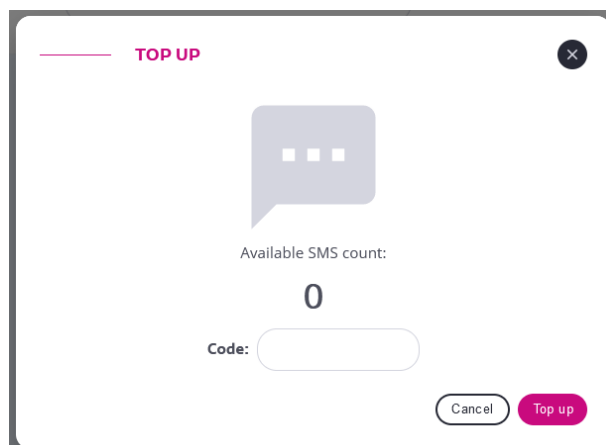 TOP UP
Available SMS count:
0
Code:
Cancel Top up